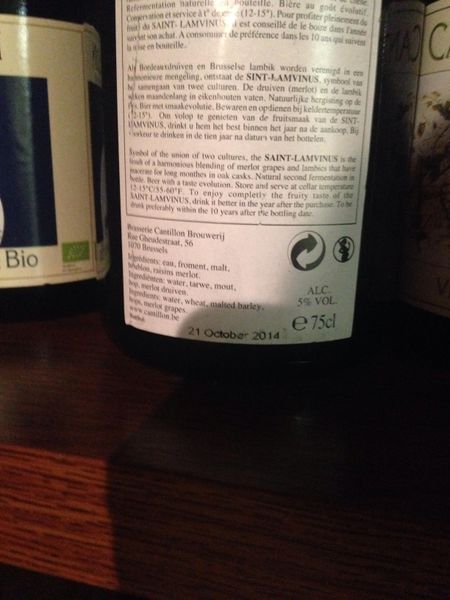 Refermentation naturelle en bouteille. Bière au goût évolutif.
Conservation et service à t° de (12-15°). Pour profiter pleinement du
fruité du SAINT-LAMVINUS il est conseillé de le boire dans l'année
suivant son achat. A consommer de préférence dans les 10 ans qui suivent
la mise en bouteille.
Als Bordeauxdruiven en Brusselse lambik worden verenigd in een
harmonieuze mengeling, ontstaat de SINT-LAMVINUS, symbool van
het samengaan van twee culturen. De druiven (merlot) en de lambik
maanden in eikenhouten vaten. Natuurlijke hergisting op de
fles. Bier met smaakevolutie. Bewaren en opdienen bij keldertemperatuur
(12-15°). Om volop te genieten van de fruitsmaak van de SINT-
LAMVINUS, drinkt u hem het best binnen het jaar na de aankoop. Bij
voorkeur te drinken in de tien jaar na datum van het bottelen.
Symbol of the union of two cultures, the SAINT-LAMVINUS is the
result of a harmonious blending of merlot grapes and lambics that have
macerate for long monthes in oak casks. Natural second fermentation in
bottle. Beer with a taste evolution. Store and serve at cellar temperature
12-15°C/55-60°F. To enjoy completly the fruity taste of the
SAINT-LAMVINUS, drink it better in the year after the purchase. To be
drunk preferably within the 10 years after the bottling date.
Brasserie Cantillon Brouwerij
Rue Gheudestraat, 56
1070 Brussels
Ingrédients: eau, froment, malt,
houblon, raisins merlot.
Ingrediënten: water, tarwe, mout,
hop, merlot druiven.
Ingredients: water, wheat, malted barley,
hops, merlot grapes.
www.cantillon.be
ALC.
5% VOL.
e 75cl
21 October 2014
Bio
CA
V